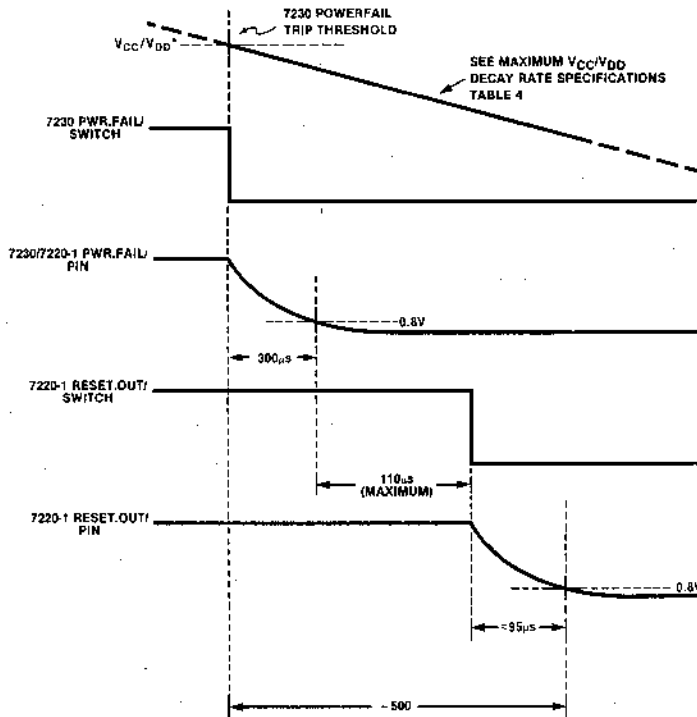 7230 POWERFAIL
TRIP THRESHOLD
VCC/VDD*
SEE MAXIMUM VCC/VDD
DECAY RATE SPECIFICATIONS
TABLE 4
7230 PWR.FAIL/
SWITCH
7230/7220-1 PWR.FAIL/
PIN
0.8V
300µs
7220-1 RESET.OUT/
SWITCH
110µs
(MAXIMUM)
7220-1 RESET.OUT/
PIN
0.8V
≈95µs
~500